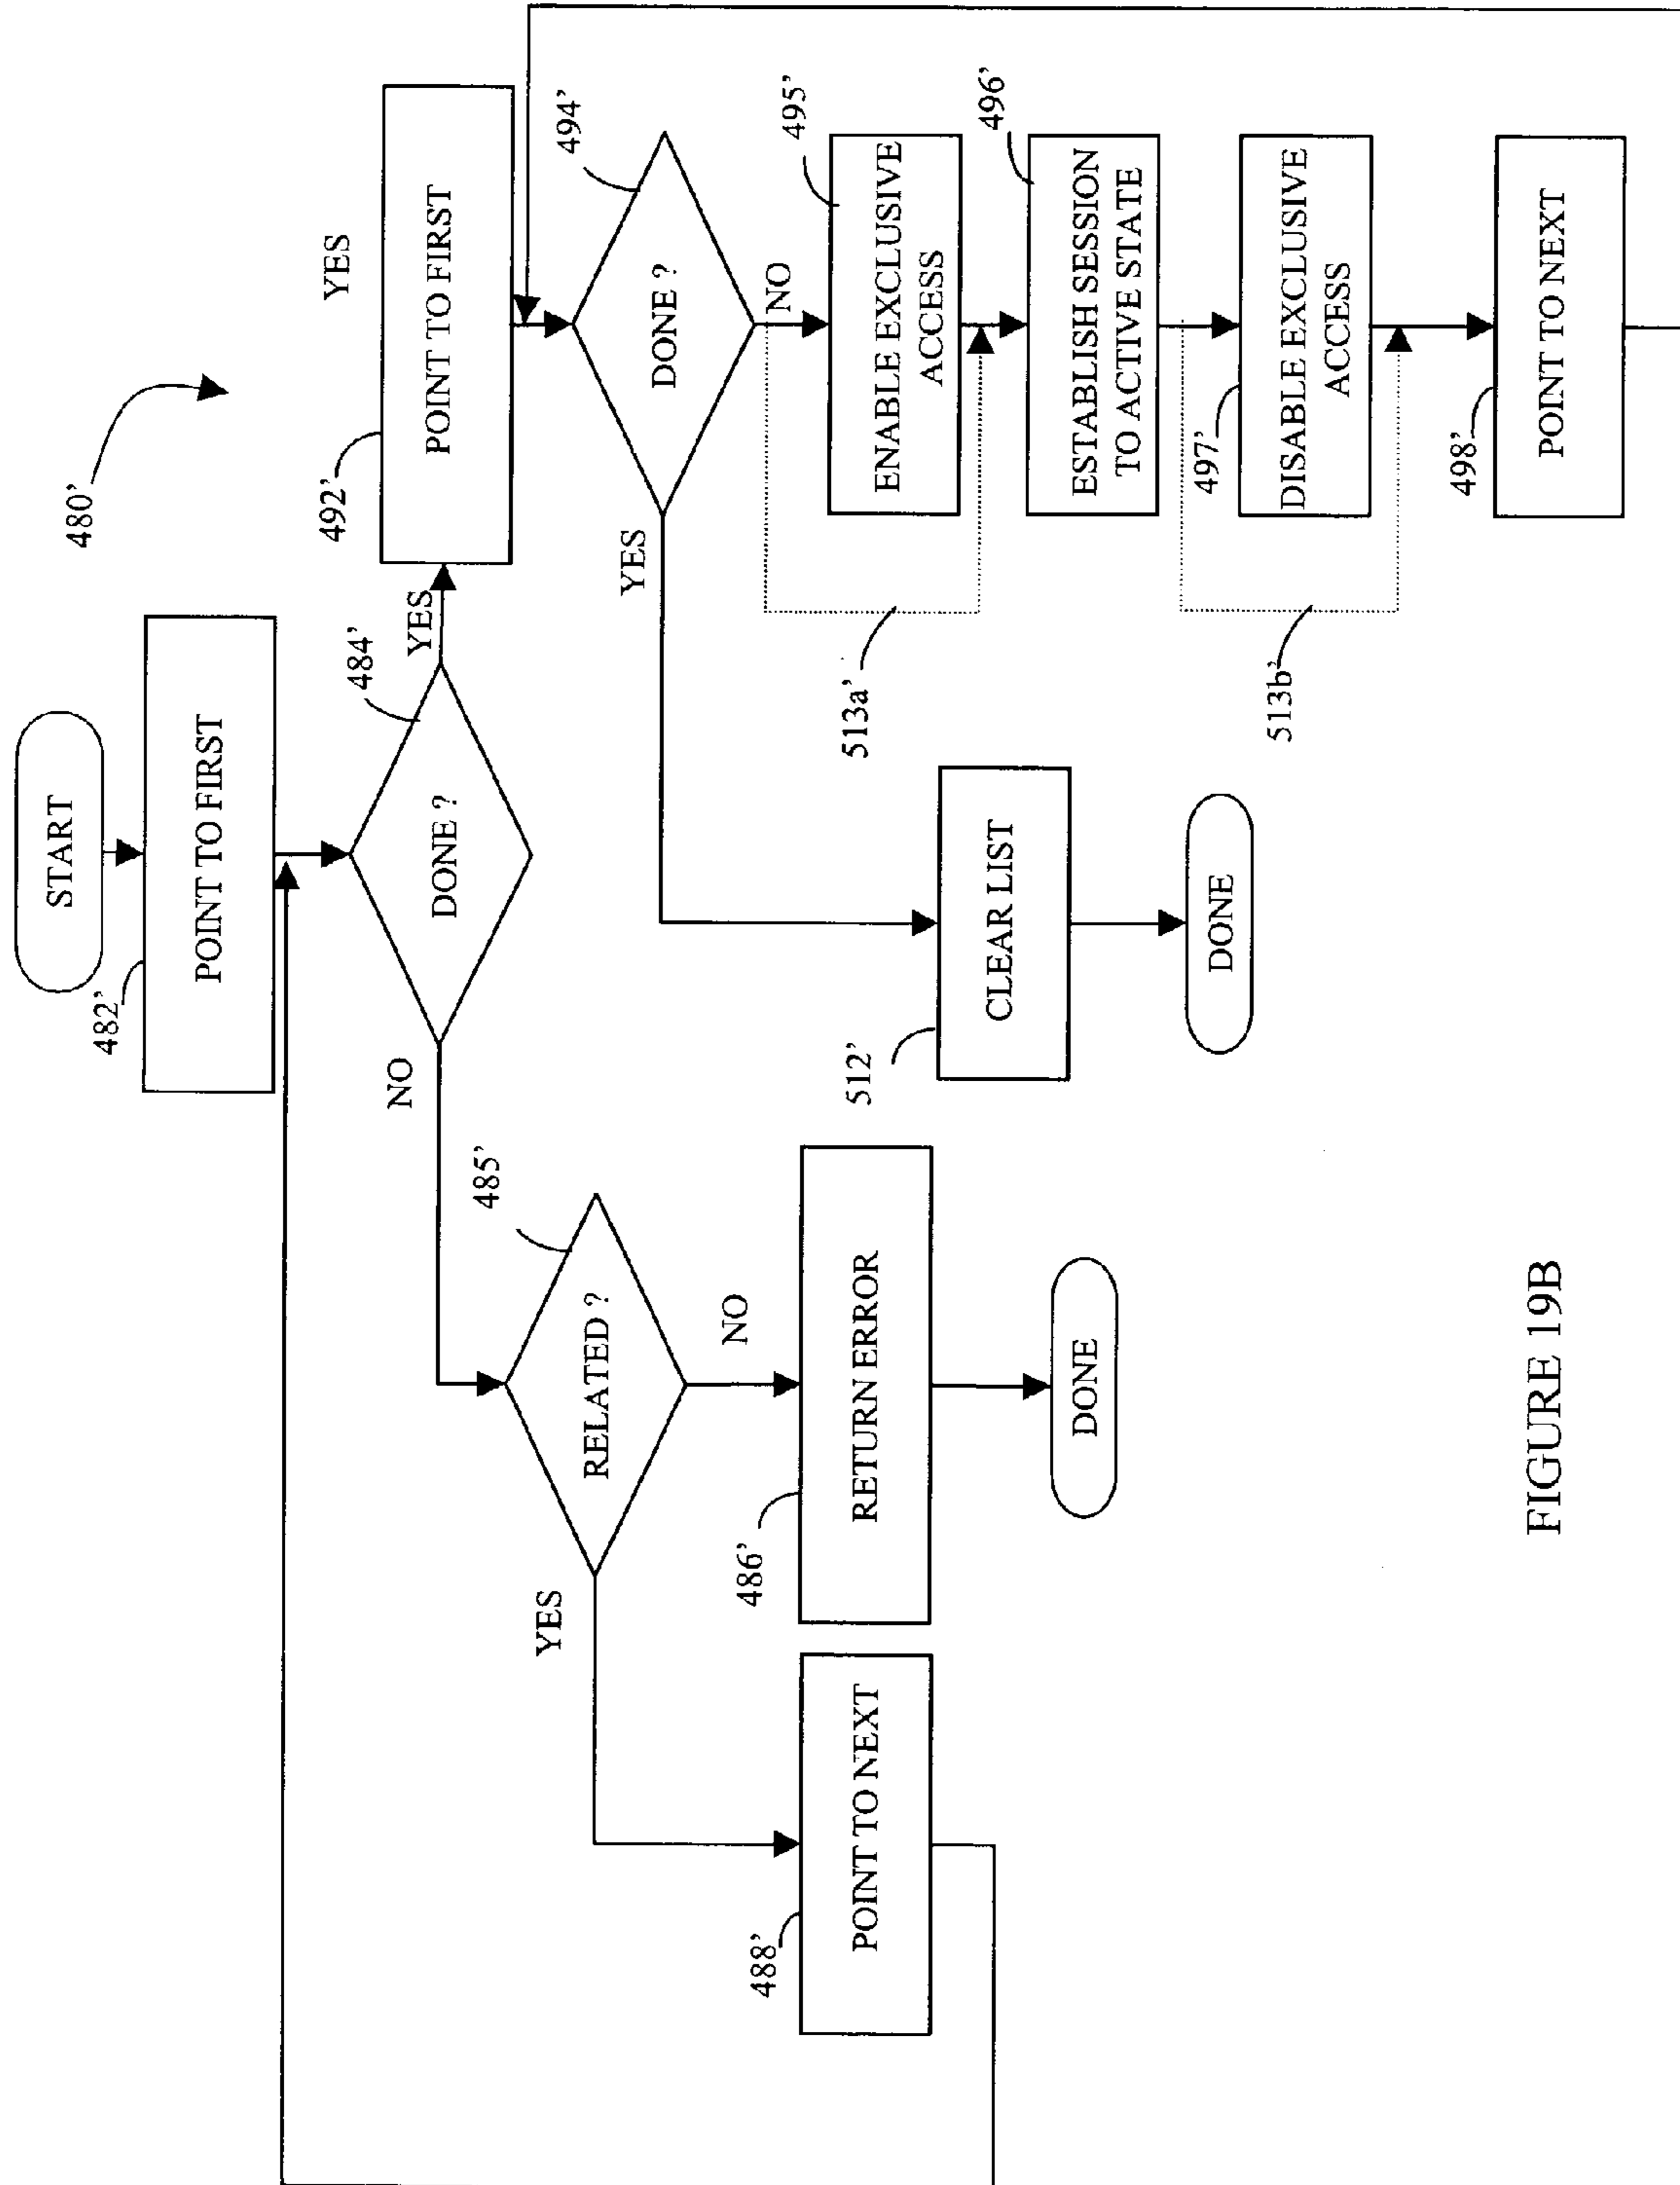 480’
START
482’
POINT TO FIRST
484’
DONE ?
YES
NO
492’
YES
POINT TO FIRST
494’
DONE ?
YES
NO
485’
RELATED ?
YES
NO
488’
POINT TO NEXT
486’
RETURN ERROR
DONE
512’
CLEAR LIST
DONE
513a’
495’
ENABLE EXCLUSIVE
ACCESS
496’
ESTABLISH SESSION
TO ACTIVE STATE
513b’
497’
DISABLE EXCLUSIVE
ACCESS
498’
POINT TO NEXT
FIGURE 19B